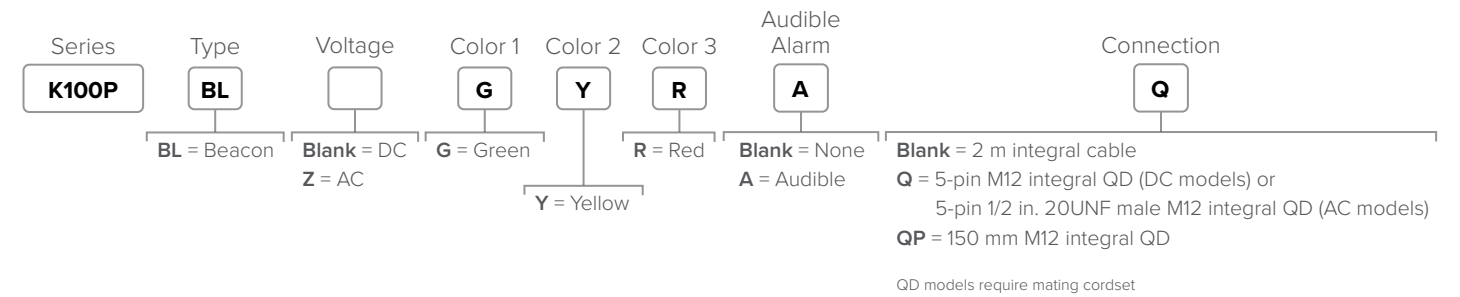 Series
Type
Voltage
Color 1
Color 2
Color 3
Audible
Alarm
Connection
K100P
BL
G
Y
R
A
Q
BL = Beacon
Blank = DC
Z = AC
G = Green
Y = Yellow
R = Red
Blank = None
A = Audible
Blank = 2 m integral cable
Q = 5-pin M12 integral QD (DC models) or
5-pin 1/2 in. 20UNF male M12 integral QD (AC models)
QP = 150 mm M12 integral QD
QD models require mating cordset